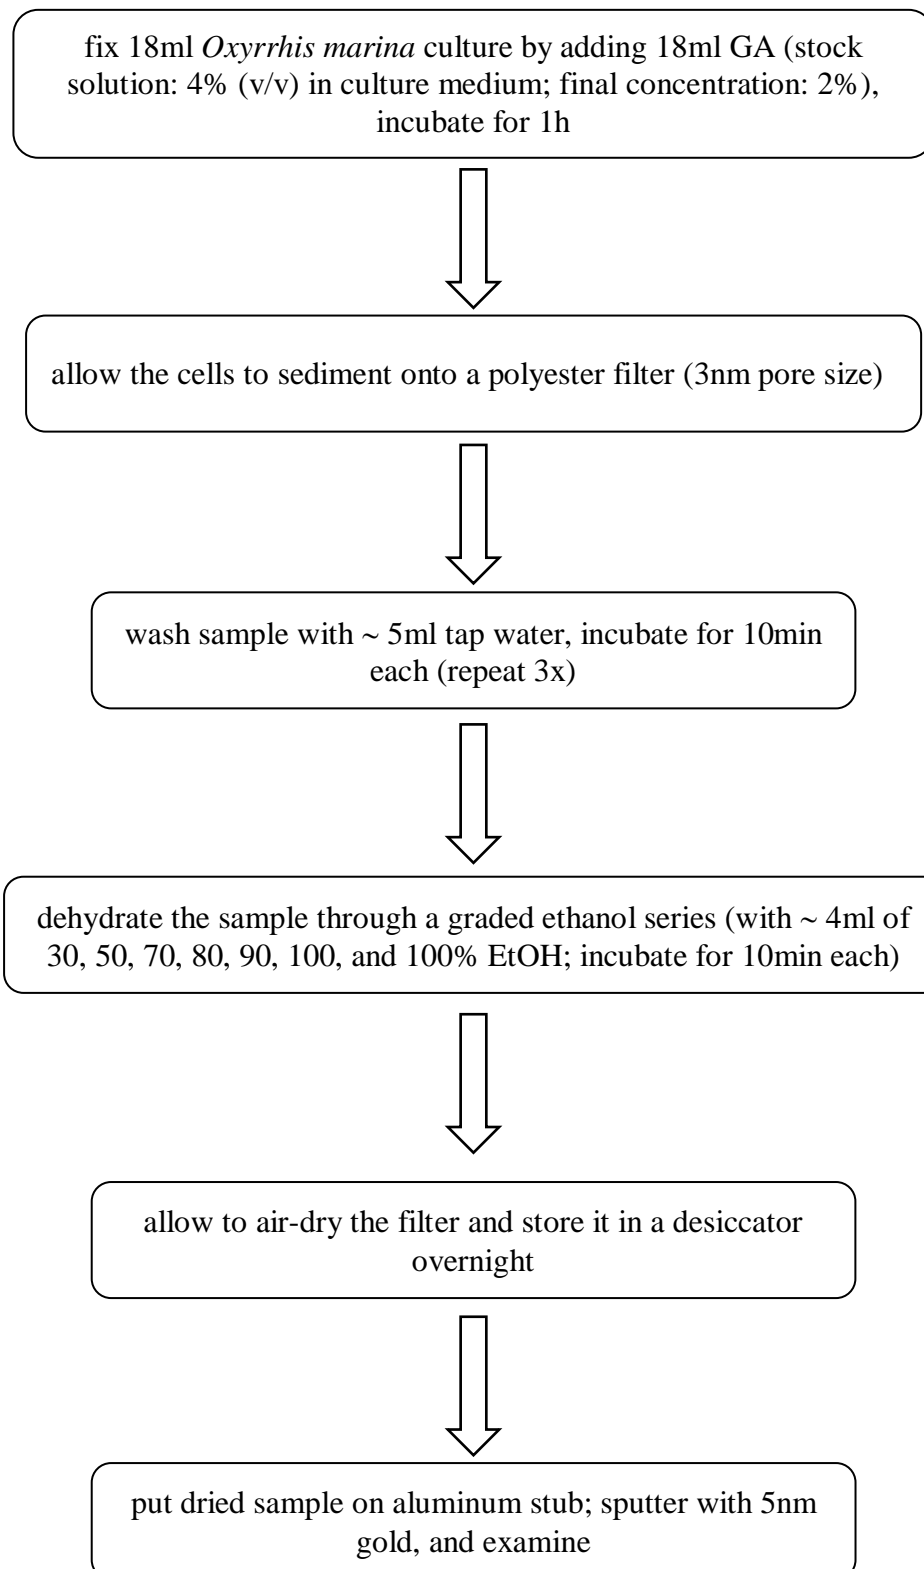 fix 18ml Oxyrrhis marina culture by adding 18ml GA (stock
solution: 4% (v/v) in culture medium; final concentration: 2%),
incubate for 1h
allow the cells to sediment onto a polyester filter (3nm pore size)
wash sample with ~ 5ml tap water, incubate for 10min
each (repeat 3x)
dehydrate the sample through a graded ethanol series (with ~ 4ml of
30, 50, 70, 80, 90, 100, and 100% EtOH; incubate for 10min each)
allow to air-dry the filter and store it in a desiccator
overnight
put dried sample on aluminum stub; sputter with 5nm
gold, and examine